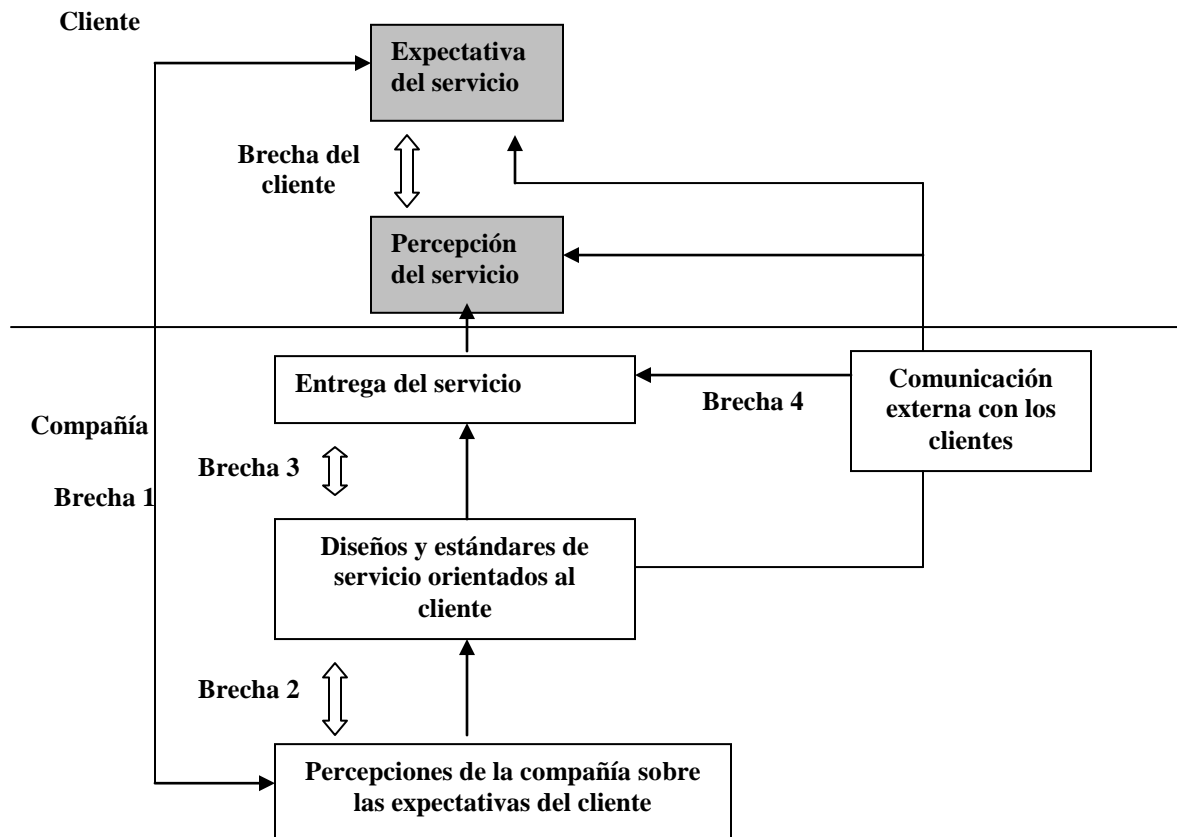 Cliente
Expectativa
del servicio
Brecha del
cliente
Percepción
del servicio
Entrega del servicio
Comunicación
externa con los
clientes
Brecha 4
Compañía
Brecha 3
Brecha 1
Diseños y estándares de
servicio orientados al
cliente
Brecha 2
Percepciones de la compañía sobre
las expectativas del cliente